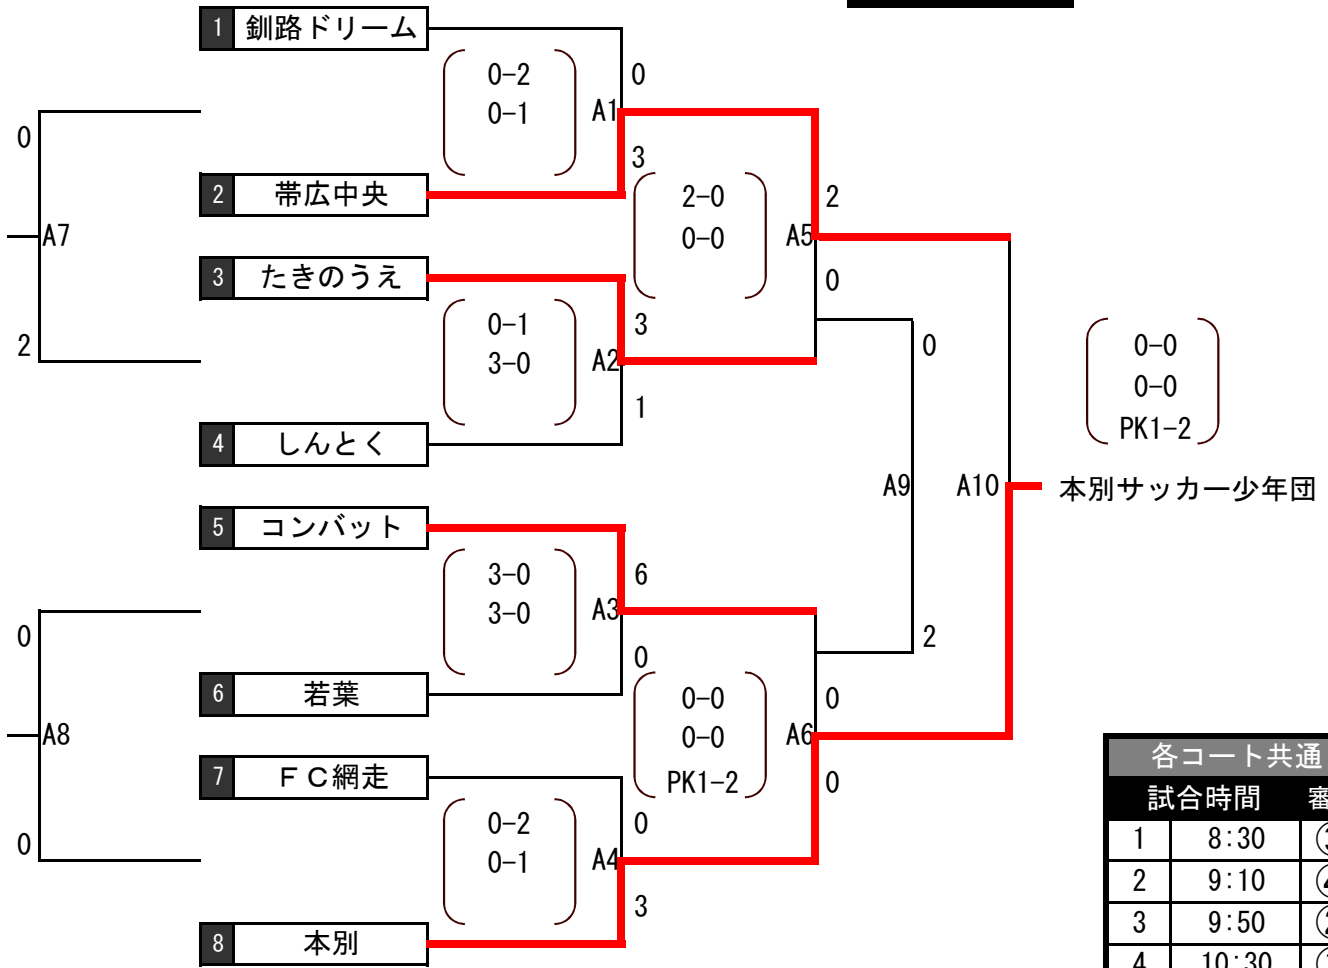 1 釧路ドリーム
0-2
0
0-1
A1
0
3
2 帯広中央
2-0
2
A7
0-0
A5
3 たきのうえ
0
0-1
3
0-0
2
3-0
A2
0
0-0
1
PK1-2
4 しんとく
A9
A10
本別サッカー少年団
5 コンバット
3-0
6
3-0
A3
0
0
2
6 若葉
0-0
0
A8
0-0
A6
各コート共通
7 ＦＣ網走
PK1-2
0
試合時間
0-2
0
1 8:30
0
0-1
A4
2 9:10
3
3 9:50
8 本別
4 10:30